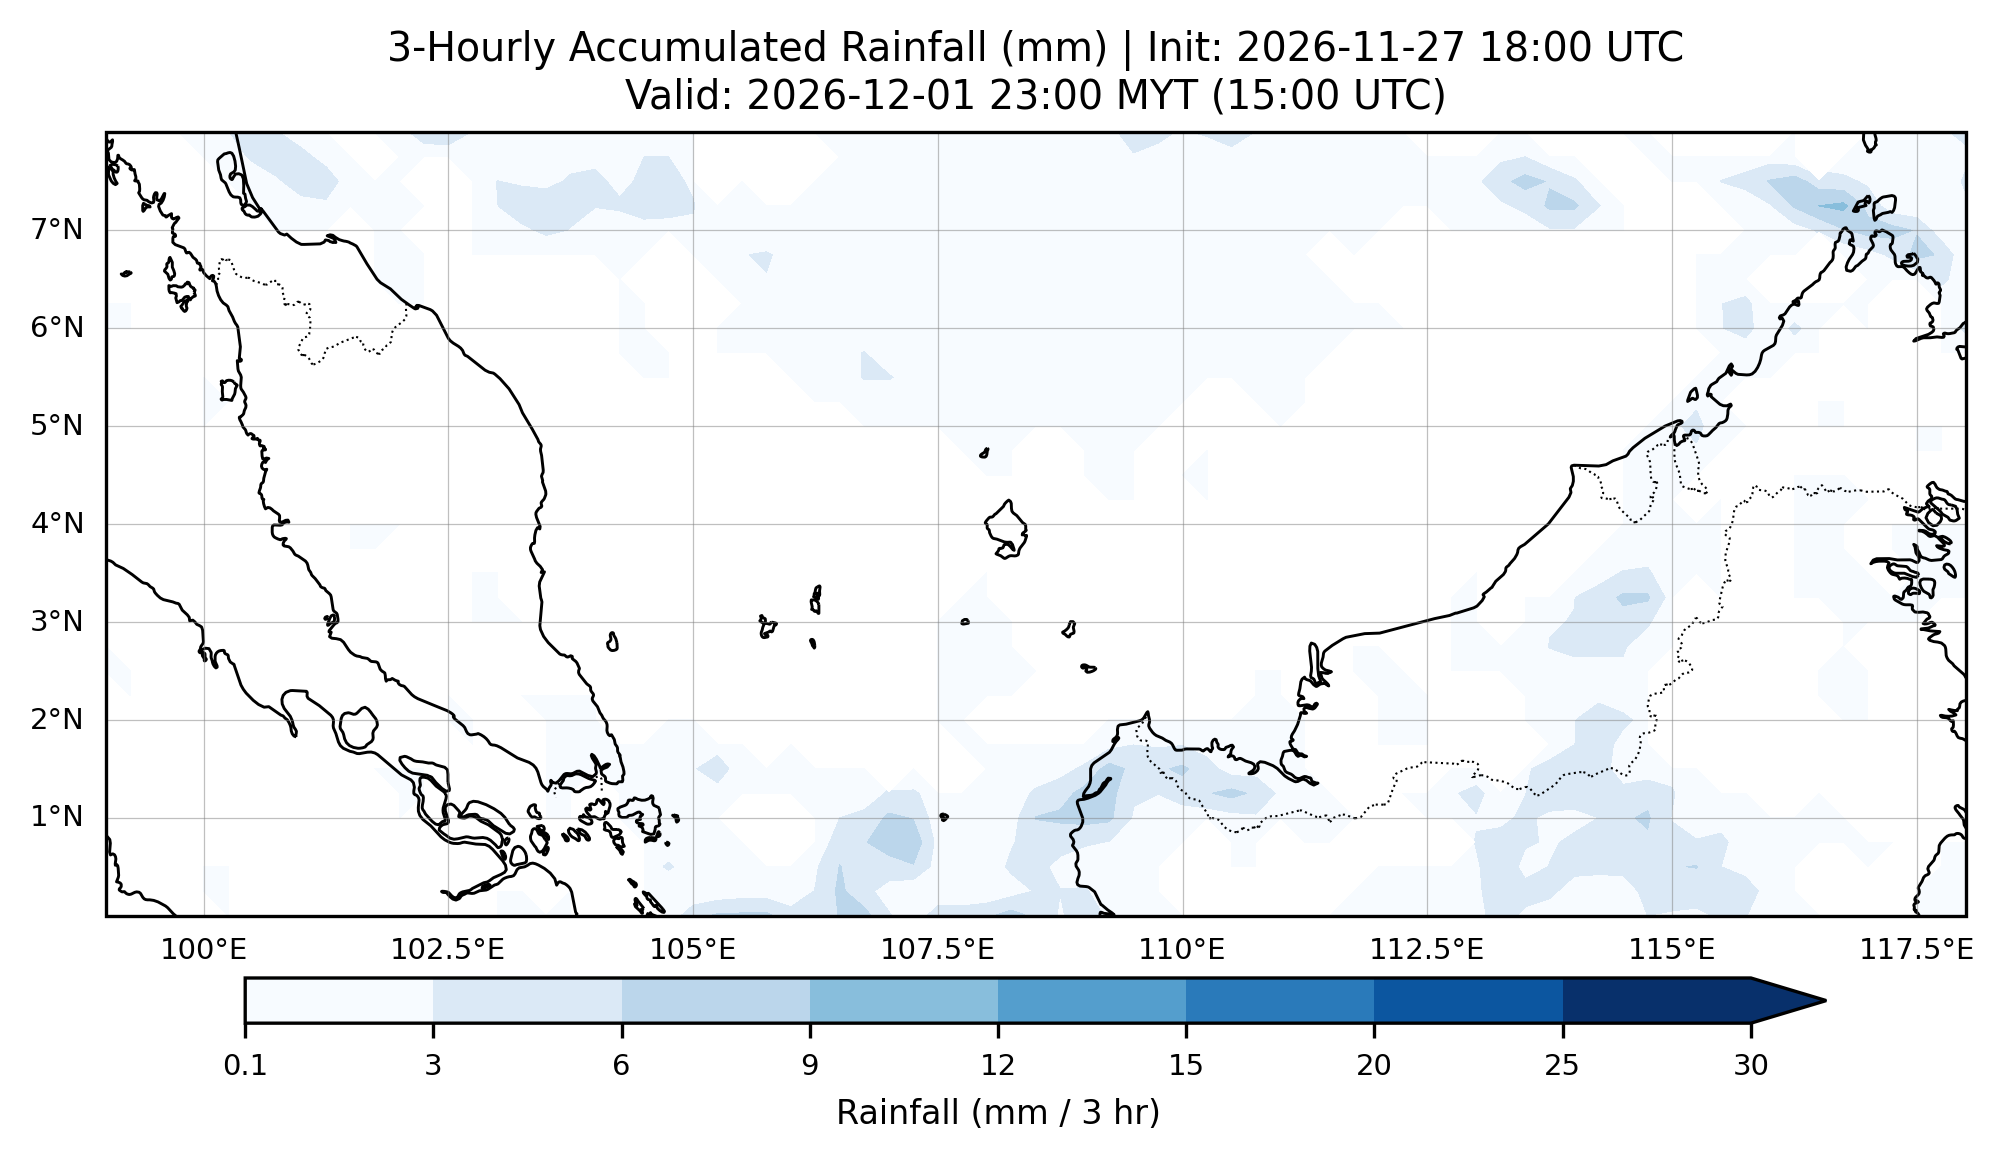 3-Hourly Accumulated Rainfall (mm) | Init: 2026-11-27 18:00 UTC
Valid: 2026-12-01 23:00 MYT (15:00 UTC)
7°N
6°N
5°N
4°N
3°N
2°N
1°N
100°E 102.5°E 105°E 107.5°E 110°E 112.5°E 115°E 117.5°E
0.1 3 6 9 12 15 20 25 30
Rainfall (mm / 3 hr)